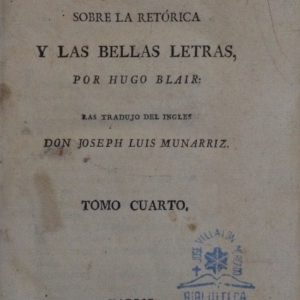 SOBRE LA RETÓRICA
Y LAS BELLAS LETRAS,
POR HUGO BLAIR:
LAS TRADUJO DEL INGLES
DON JOSEPH LUIS MUNARRIZ.
TOMO CUARTO.
BIBLIOTECA